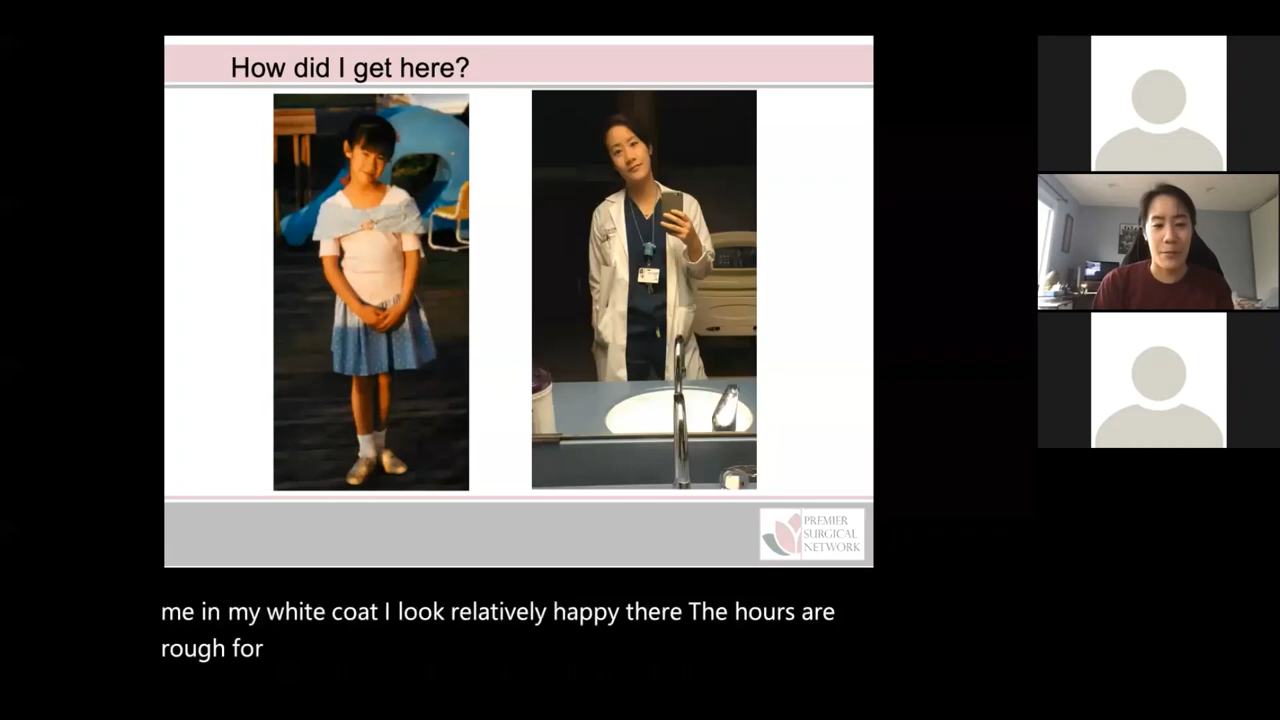 How did I get here?
PREMIER
SURGICAL
NETWORK
me in my white coat I look relatively happy there The hours are
rough for